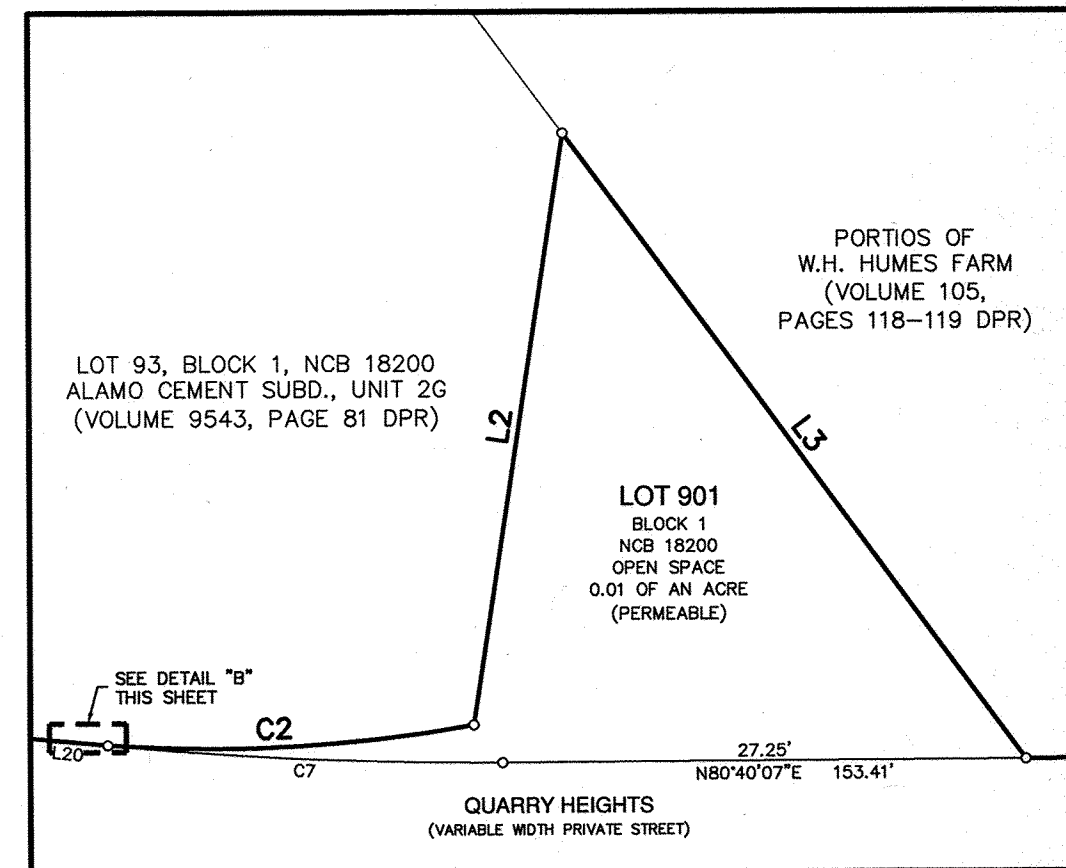 PORTIOS OF
W.H. HUMES FARM
(VOLUME 105,
PAGES 118–119 DPR)
LOT 93, BLOCK 1, NCB 18200
ALAMO CEMENT SUBD., UNIT 2G
(VOLUME 9543, PAGE 81 DPR)
L2
L3
LOT 901
BLOCK 1
NCB 18200
OPEN SPACE
0.01 OF AN ACRE
(PERMEABLE)
SEE DETAIL "B"
THIS SHEET
L20
C2
C7
27.25'
N80°40'07"E 153.41'
QUARRY HEIGHTS
(VARIABLE WIDTH PRIVATE STREET)